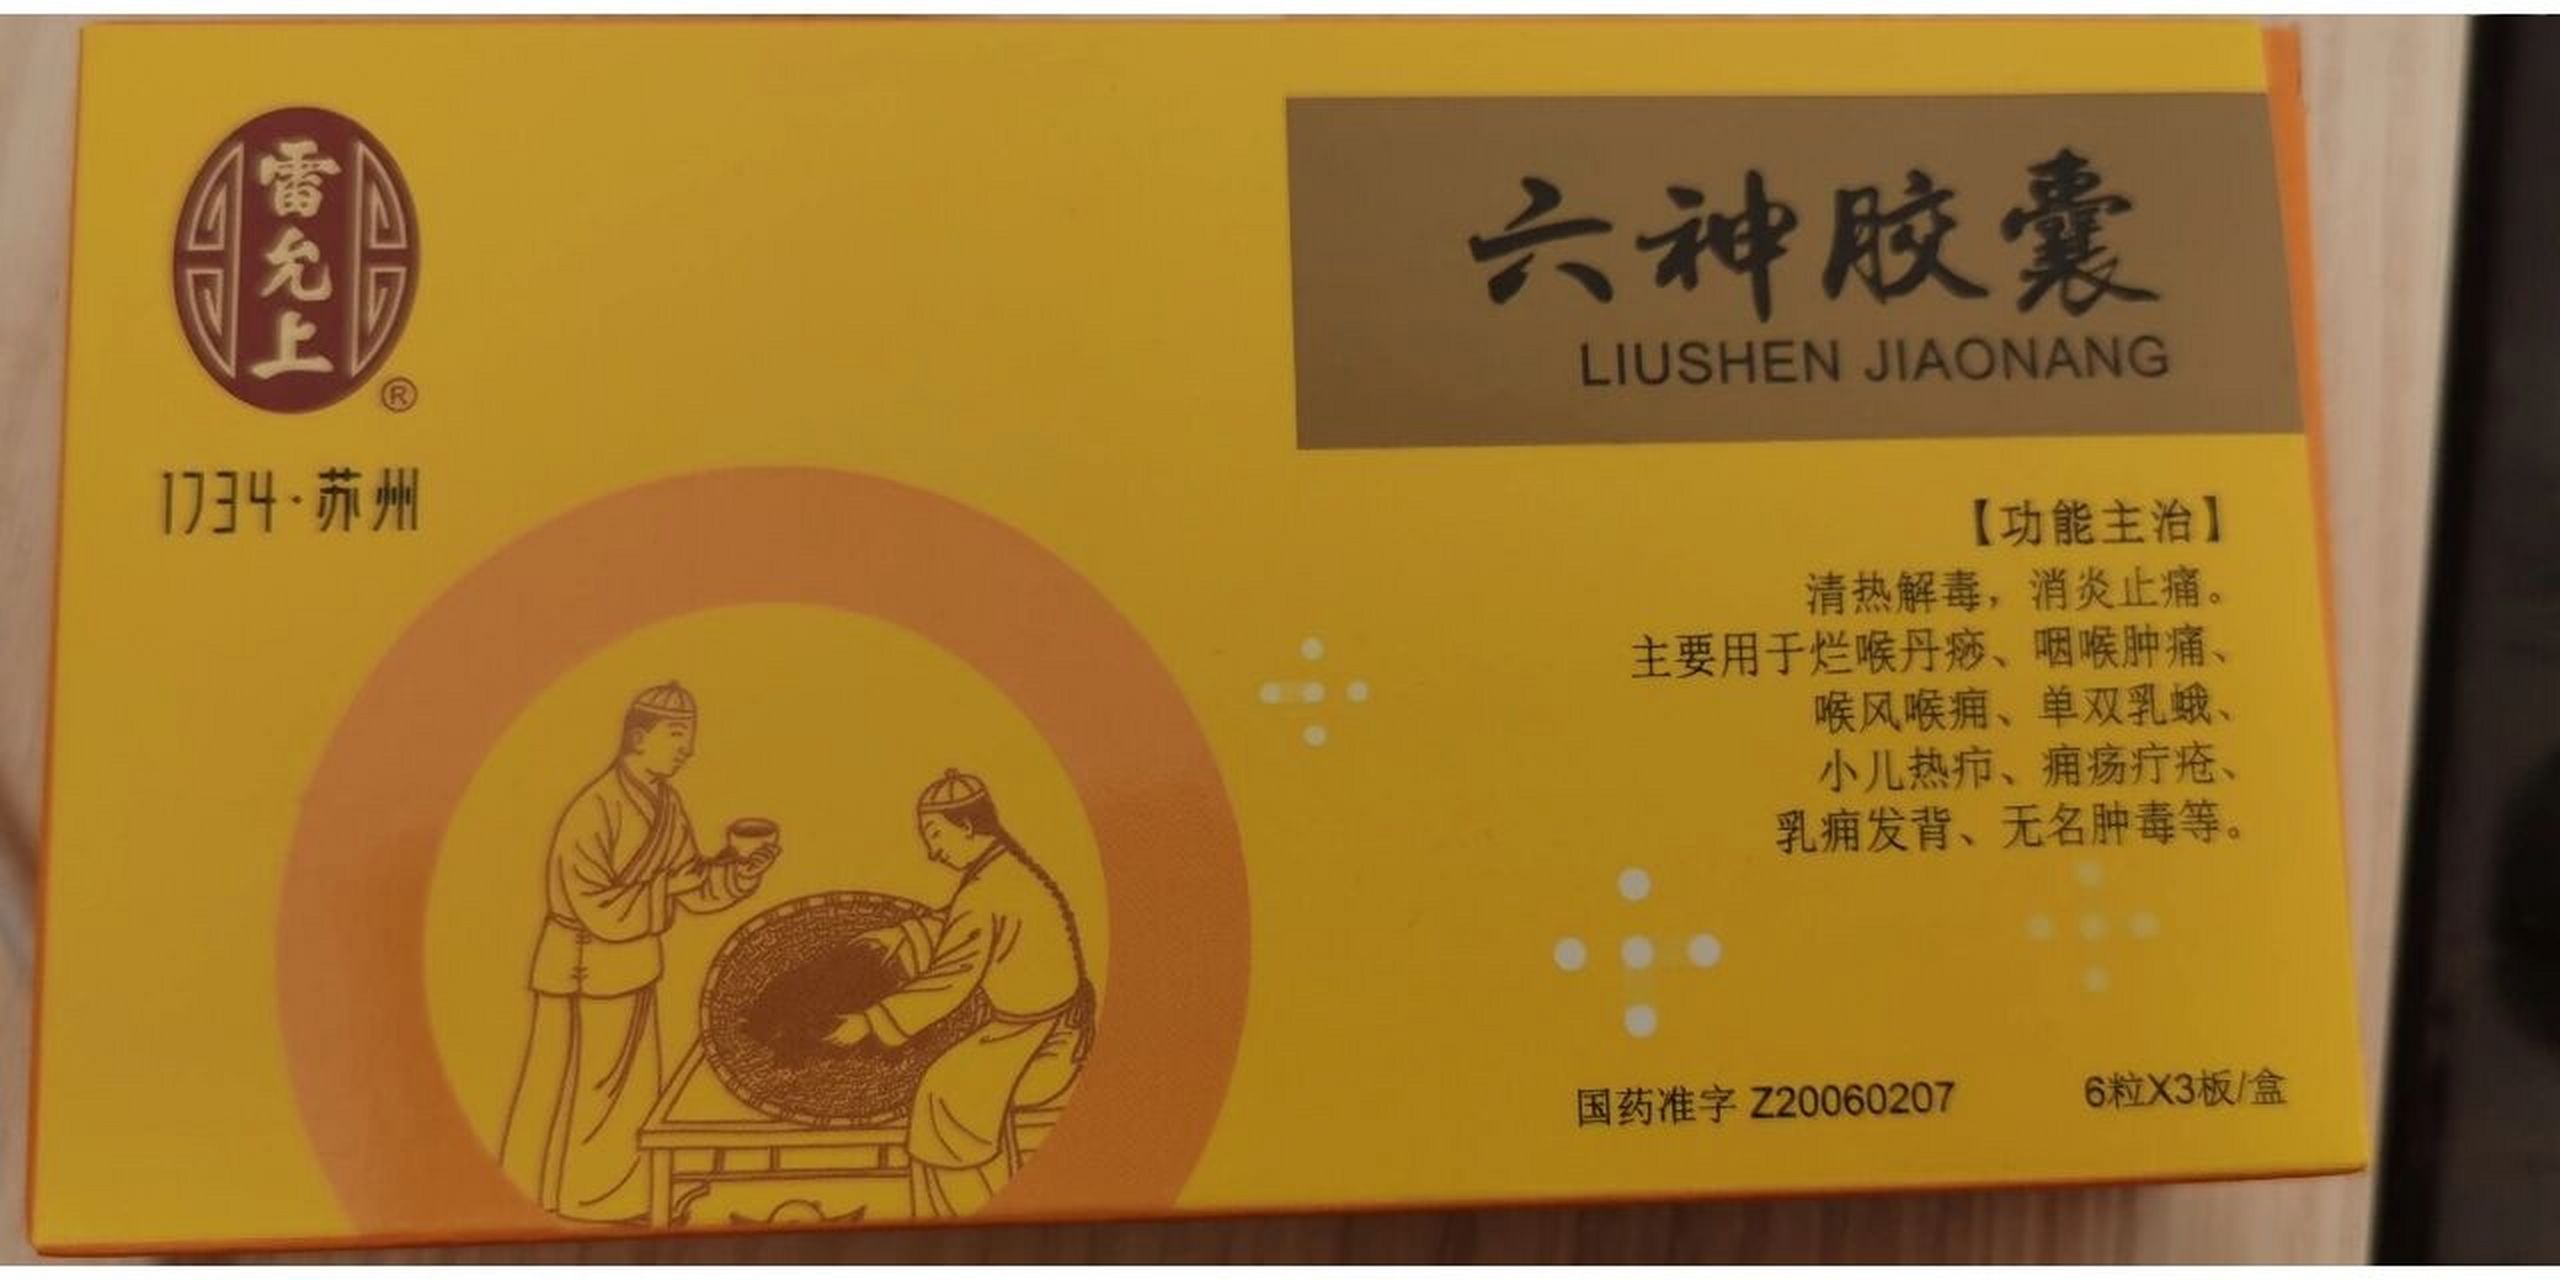 雷允上
®
1734·苏州
六神胶囊
LIUSHEN JIAONANG
【功能主治】
清热解毒，消炎止痛。
主要用于烂喉丹痧、咽喉肿痛、
喉风喉痈、单双乳蛾、
小儿热疖、痈疡疔疮、
乳痈发背、无名肿毒等。
国药准字 Z20060207
6粒X3板/盒